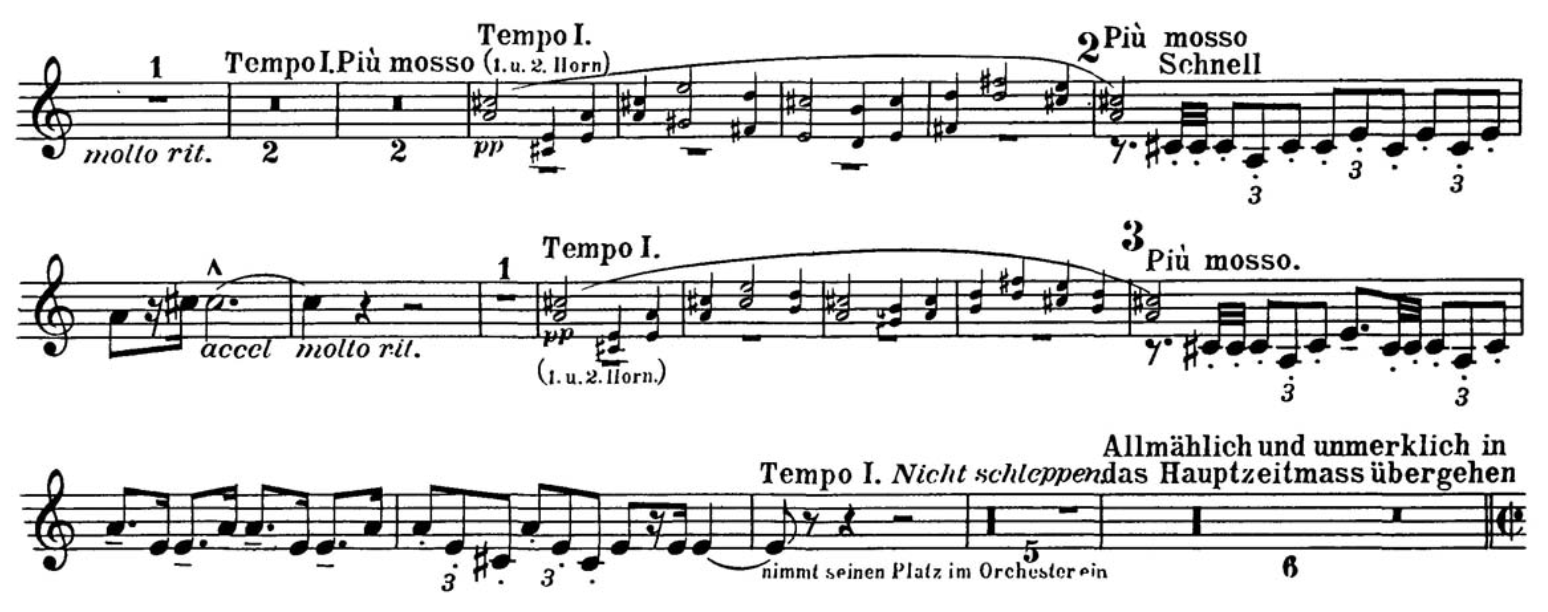 Tempo I.
2 Più mosso
1 Tempo I. Più mosso (1. u. 2. Horn) Schnell
molto rit. 2 2 pp 3 3 3
3
1 Tempo I. Più mosso.
accel molto rit. pp 3 3
(1. u. 2. Horn.)
Allmählich und unmerklich in
Tempo I. Nicht schleppen. das Hauptzeitmass übergehen
3 3 5 6
nimmt seinen Platz im Orchester ein